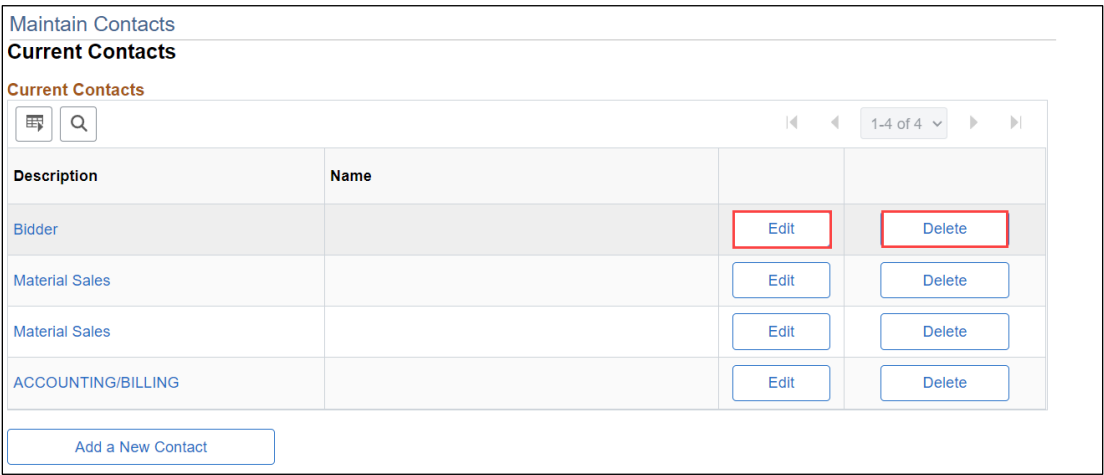 Maintain Contacts
Current Contacts
Current Contacts
1-4 of 4
Description Name
Bidder Edit Delete
Material Sales Edit Delete
Material Sales Edit Delete
ACCOUNTING/BILLING Edit Delete
Add a New Contact